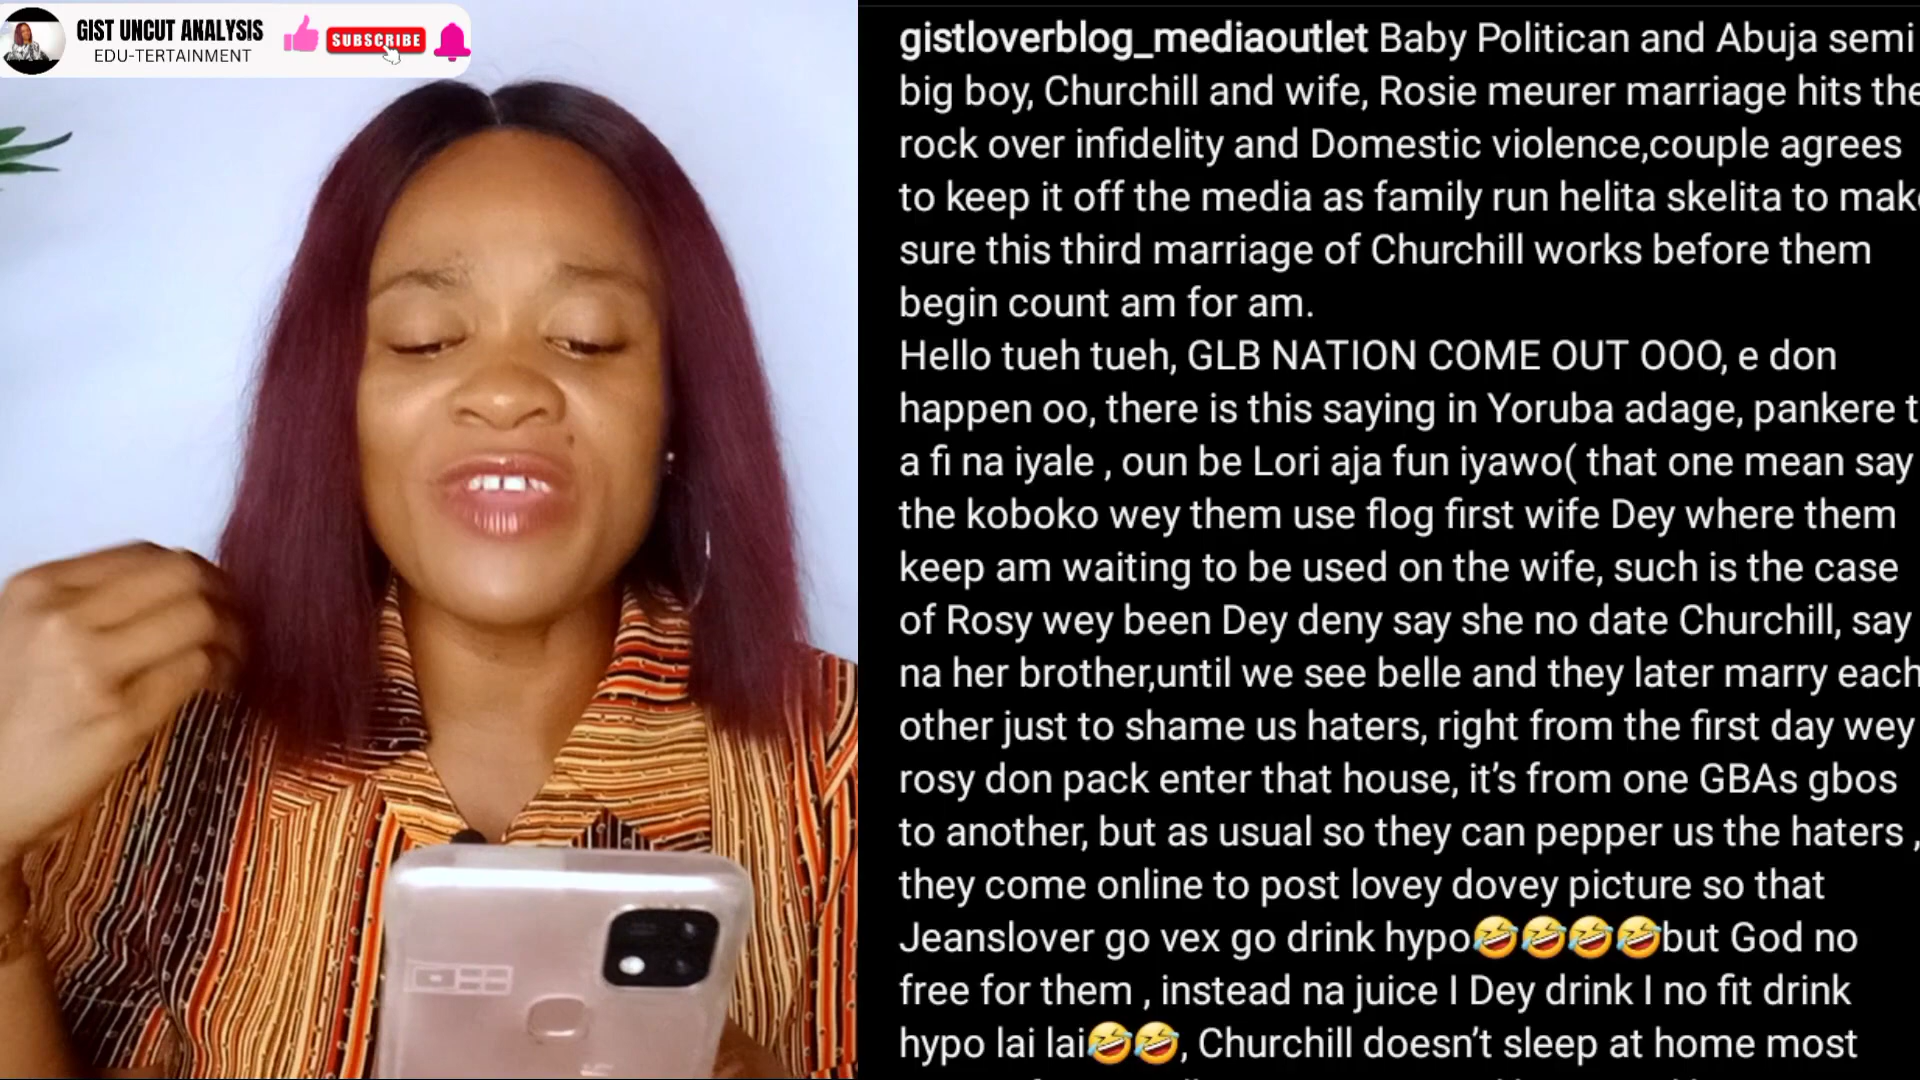 GIST UNCUT ANALYSIS
EDU-TERTAINMENT
SUBSCRIBE
gistloverblog_mediaoutlet Baby Politican and Abuja semi
big boy, Churchill and wife, Rosie meurer marriage hits the
rock over infidelity and Domestic violence,couple agrees
to keep it off the media as family run helita skelita to make
sure this third marriage of Churchill works before them
begin count am for am.
Hello tueh tueh, GLB NATION COME OUT OOO, e don
happen oo, there is this saying in Yoruba adage, pankere t
a fi na iyale , oun be Lori aja fun iyawo( that one mean say
the koboko wey them use flog first wife Dey where them
keep am waiting to be used on the wife, such is the case
of Rosy wey been Dey deny say she no date Churchill, say
na her brother,until we see belle and they later marry each
other just to shame us haters, right from the first day wey
rosy don pack enter that house, it’s from one GBAs gbos
to another, but as usual so they can pepper us the haters ,
they come online to post lovey dovey picture so that
Jeanslover go vex go drink hypo🤣🤣🤣🤣but God no
free for them , instead na juice I Dey drink I no fit drink
hypo lai lai🤣🤣, Churchill doesn’t sleep at home most